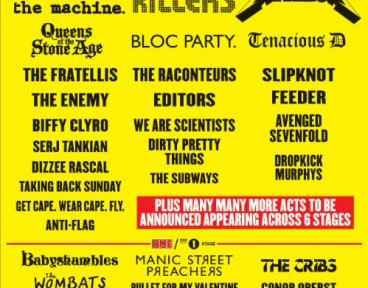 the machine.
Queens
of the
Stone Age
THE FRATELLIS
THE ENEMY
BIFFY CLYRO
SERJ TANKIAN
DIZZEE RASCAL
TAKING BACK SUNDAY
GET CAPE. WEAR CAPE. FLY.
ANTI-FLAG
KILLERS
BLOC PARTY.
THE RACONTEURS
EDITORS
WE ARE SCIENTISTS
DIRTY PRETTY
THINGS
THE SUBWAYS
Tenacious D
SLIPKNOT
FEEDER
AVENGED
SEVENFOLD
DROPKICK
MURPHYS
PLUS MANY MANY MORE ACTS TO BE
ANNOUNCED APPEARING ACROSS 6 STAGES
NME / 1 STAGE
Babyshambles
The
WOMBATS
MANIC STREET
PREACHERS
BULLET FOR MY VALENTINE
THE CRIBS
CONOR OBERST